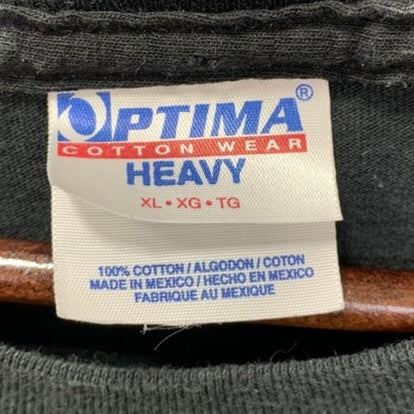 OPTIMA®
COTTON WEAR
HEAVY
XL • XG • TG
100% COTTON / ALGODON / COTON
MADE IN MEXICO / HECHO EN MEXICO
FABRIQUE AU MEXIQUE